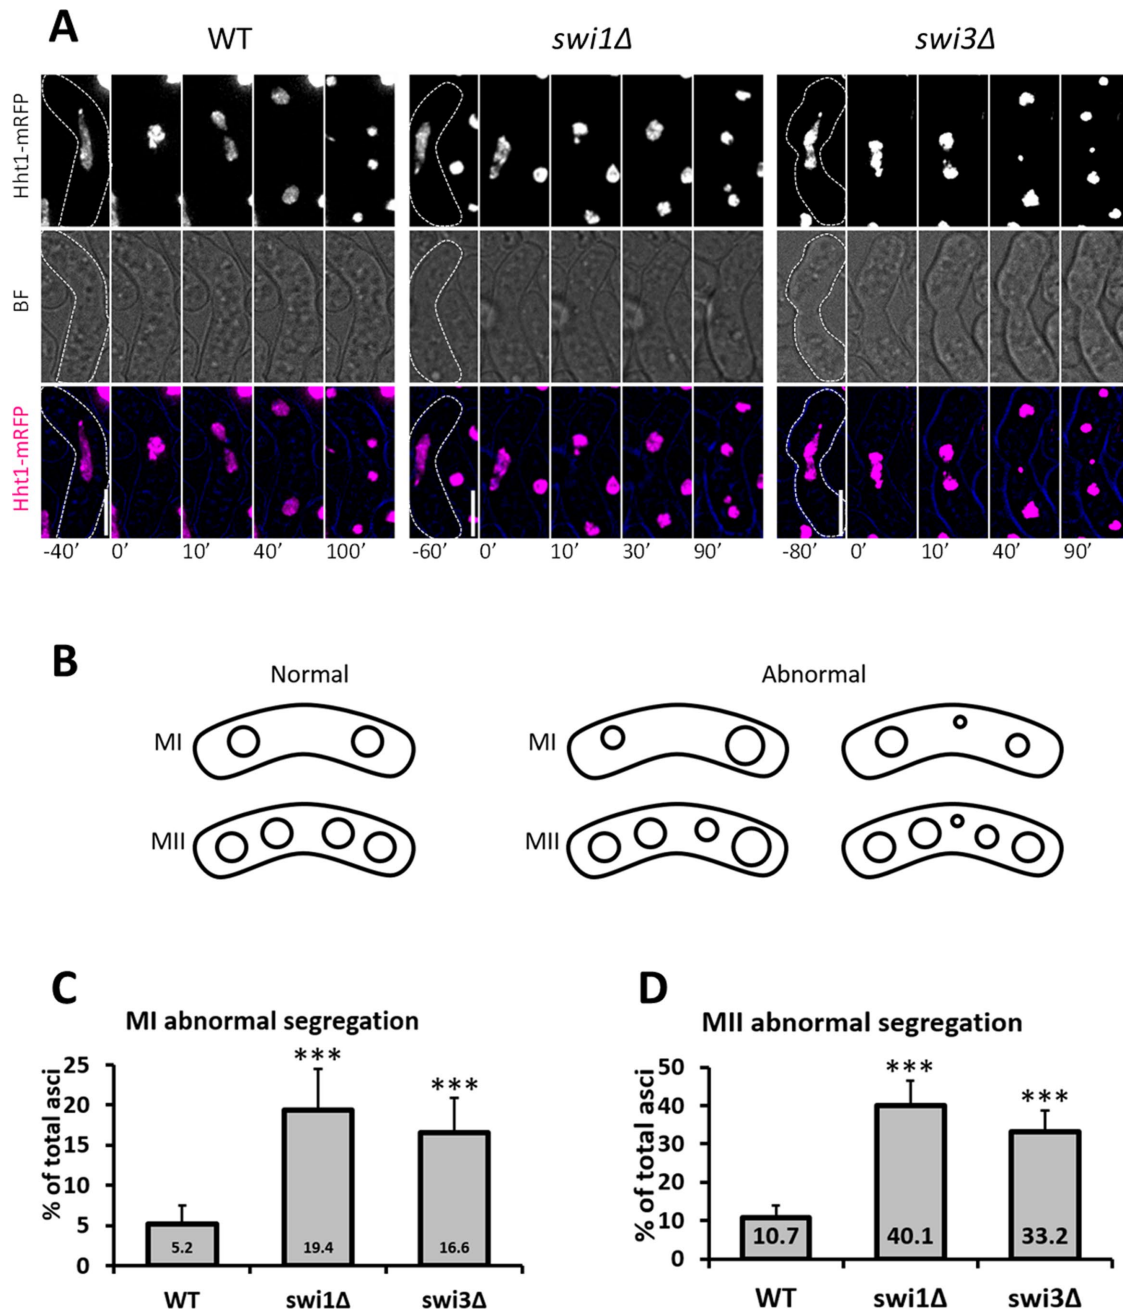 A
WT
swi1Δ
swi3Δ
Hht1-mRFP
BF
Hht1-mRFP
-40’ 0’ 10’ 40’ 100’
-60’ 0’ 10’ 30’ 90’
-80’ 0’ 10’ 40’ 90’
B
Normal
Abnormal
MI
MI
MII
MII
C
MI abnormal segregation
% of total asci
25
20
15
10
5
0
***
***
5.2
19.4
16.6
WT
swi1Δ
swi3Δ
D
MII abnormal segregation
% of total asci
50
40
30
20
10
0
***
***
10.7
40.1
33.2
WT
swi1Δ
swi3Δ